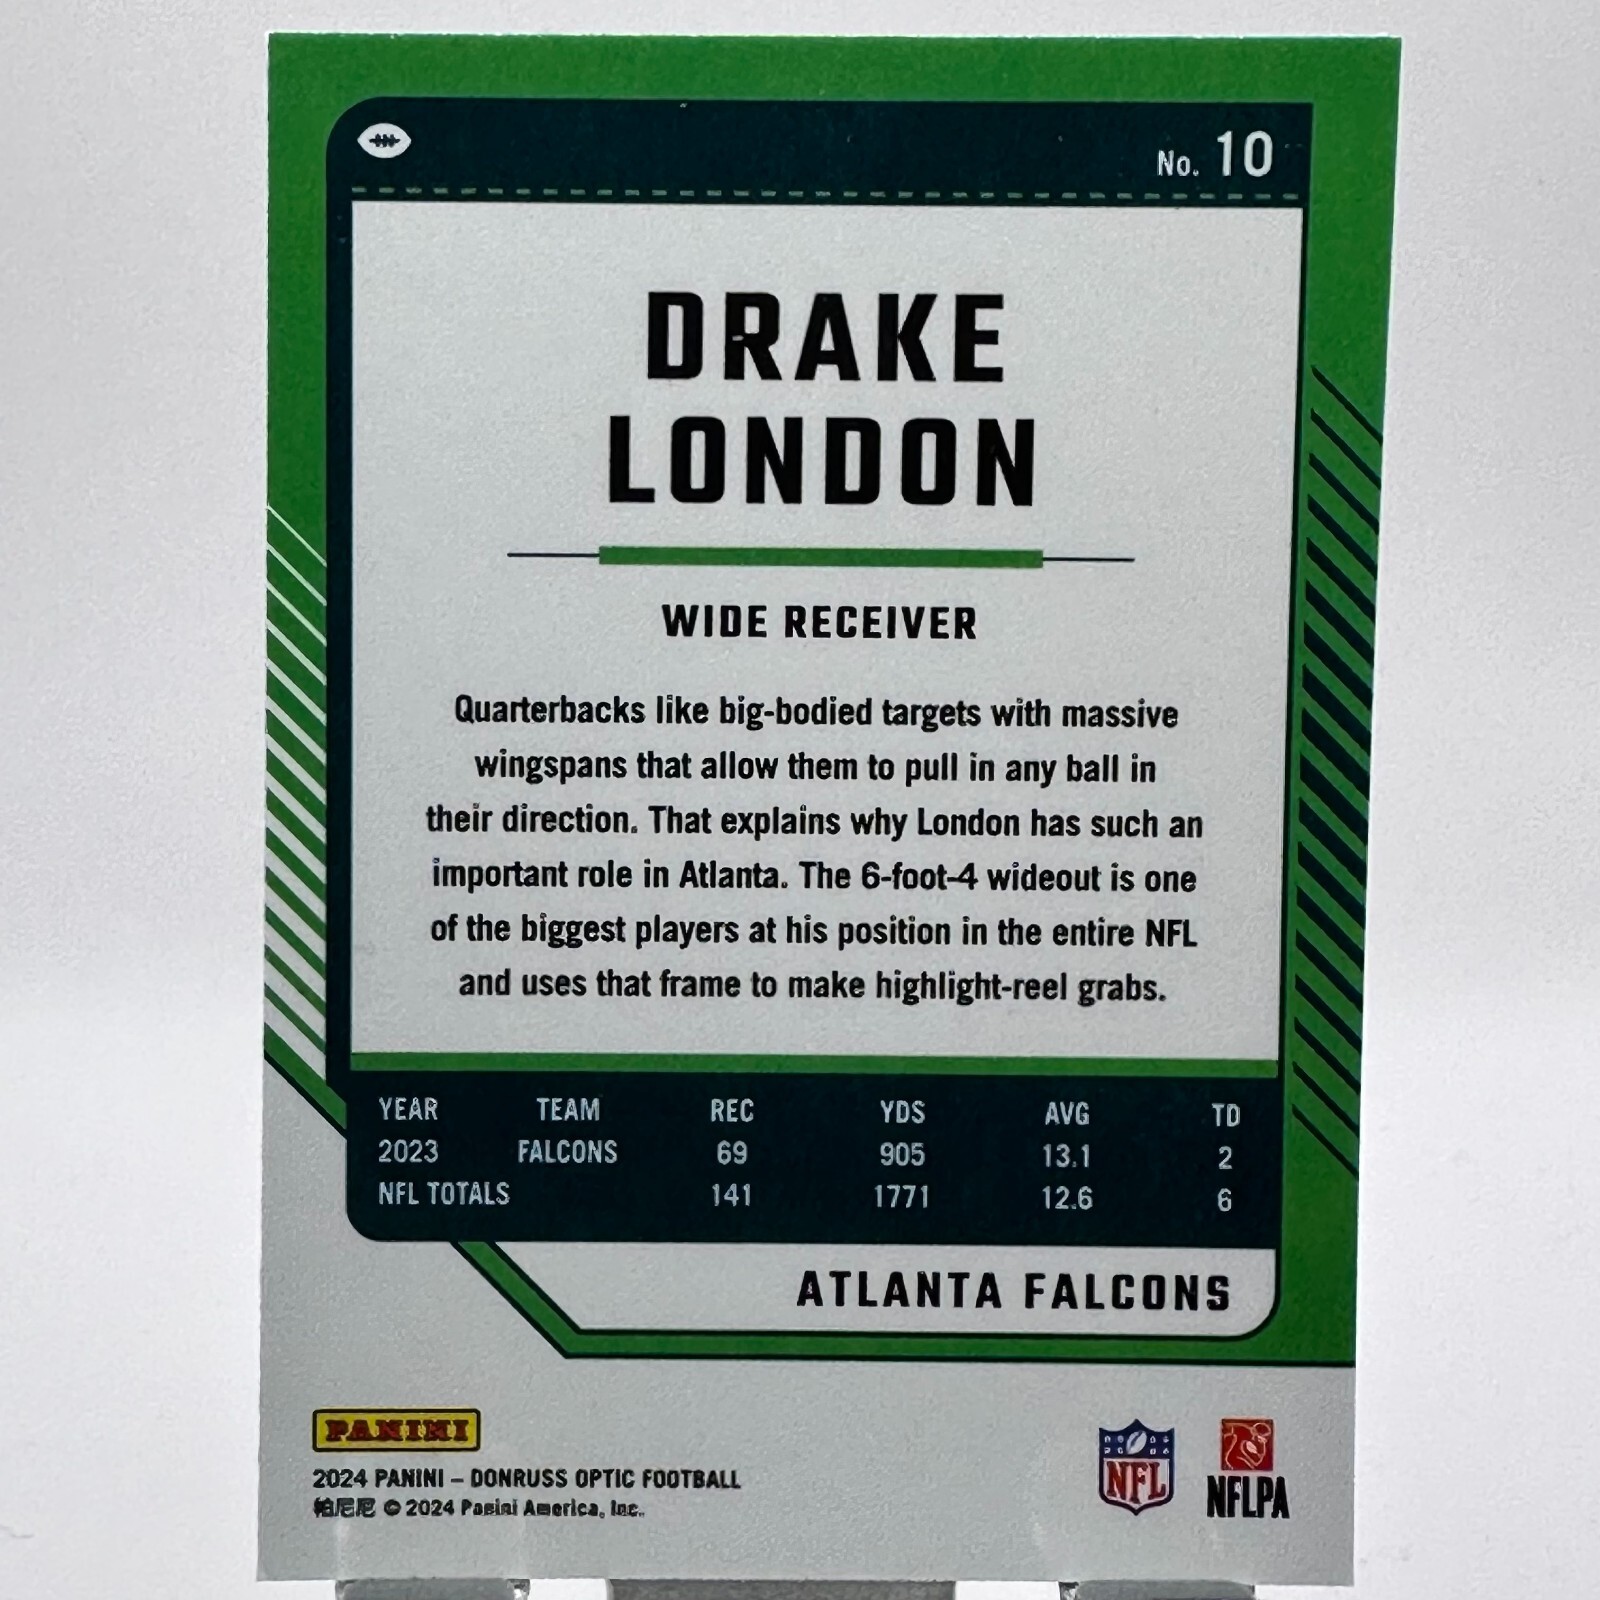 No. 10
DRAKE
LONDON
WIDE RECEIVER
Quarterbacks like big-bodied targets with massive
wingspans that allow them to pull in any ball in
their direction. That explains why London has such an
important role in Atlanta. The 6-foot-4 wideout is one
of the biggest players at his position in the entire NFL
and uses that frame to make highlight-reel grabs.
YEAR TEAM REC YDS AVG TD
2023 FALCONS 69 905 13.1 2
NFL TOTALS 141 1771 12.6 6
ATLANTA FALCONS
PANINI
2024 PANINI – DONRUSS OPTIC FOOTBALL
帕尼尼 © 2024 Panini America, Inc.
NFL
NFLPA